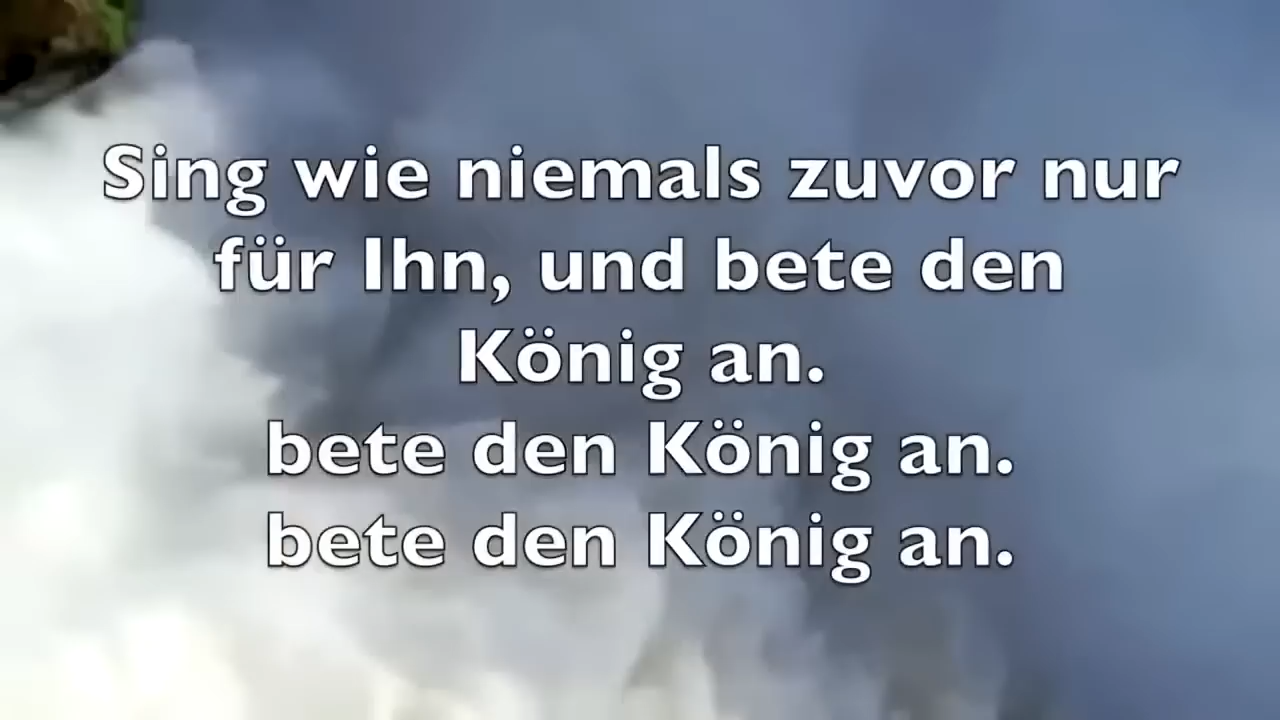 Sing wie niemals zuvor nur
für Ihn, und bete den
König an.
bete den König an.
bete den König an.